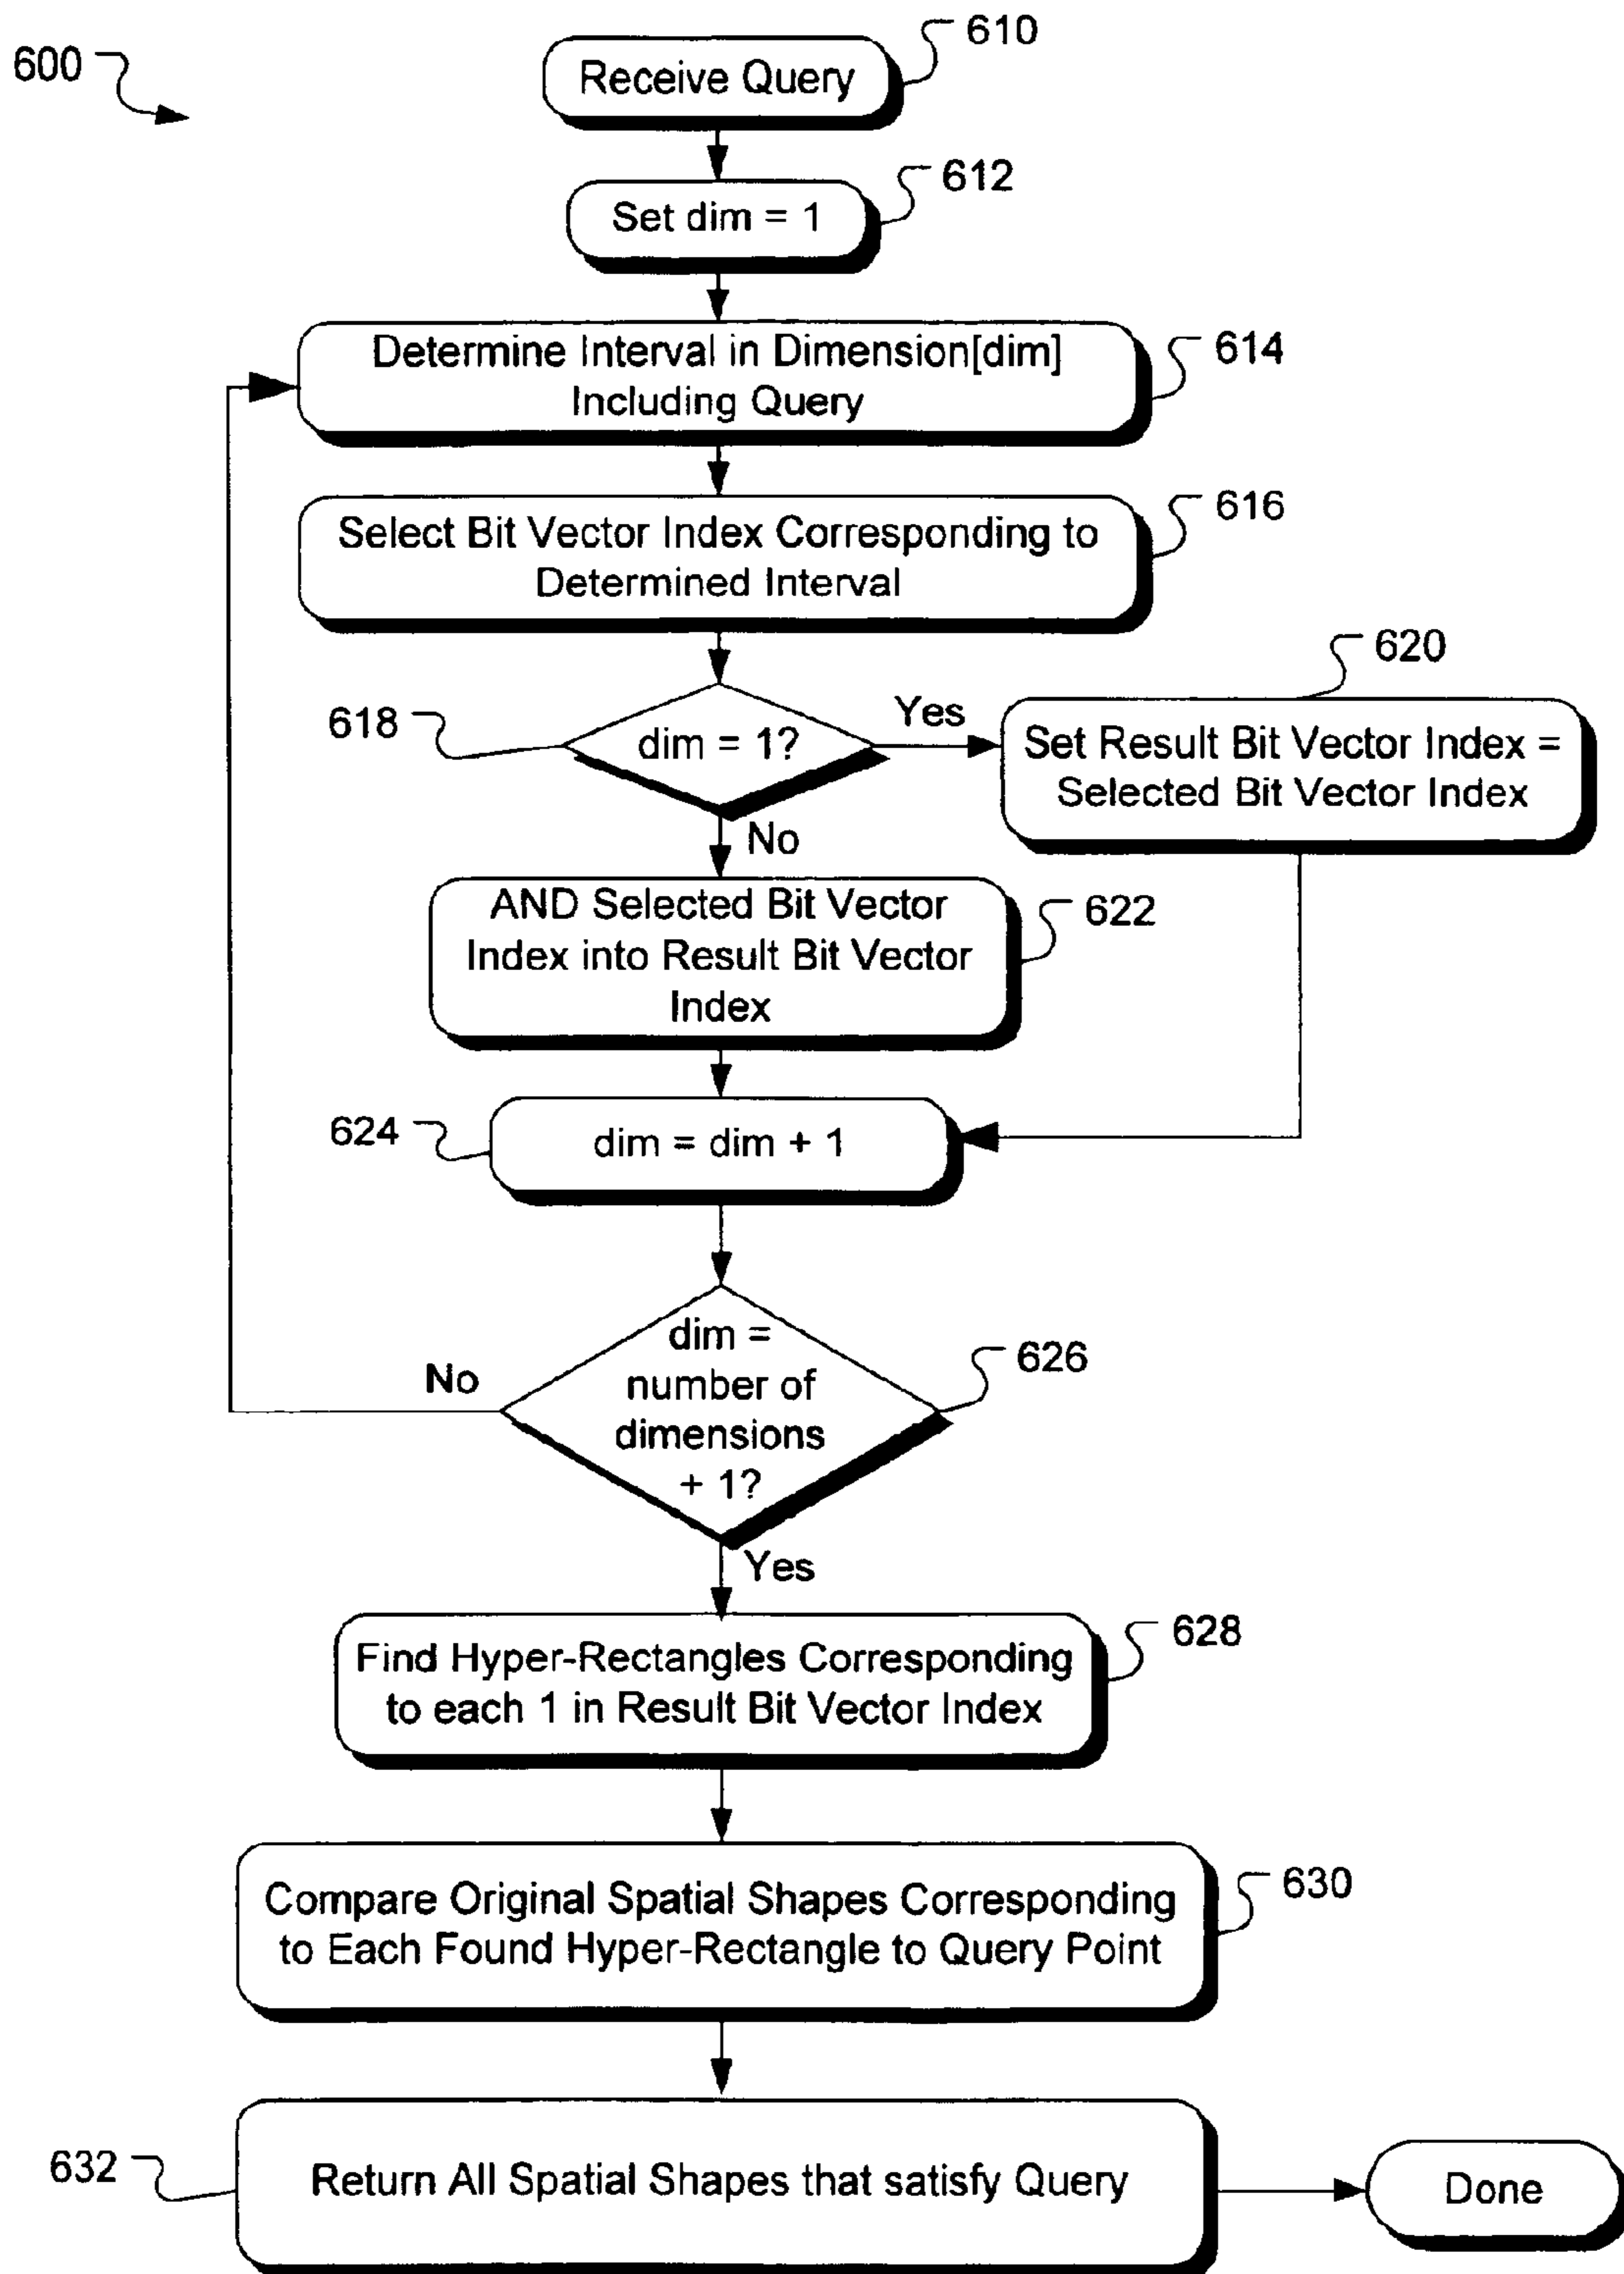 600
610
Receive Query
612
Set dim = 1
614
Determine Interval in Dimension[dim]
Including Query
616
Select Bit Vector Index Corresponding to
Determined Interval
618
dim = 1?
Yes
620
Set Result Bit Vector Index =
Selected Bit Vector Index
No
622
AND Selected Bit Vector
Index into Result Bit Vector
Index
624
dim = dim + 1
626
dim =
number of
dimensions
+ 1?
No
Yes
628
Find Hyper-Rectangles Corresponding
to each 1 in Result Bit Vector Index
630
Compare Original Spatial Shapes Corresponding
to Each Found Hyper-Rectangle to Query Point
632
Return All Spatial Shapes that satisfy Query
Done